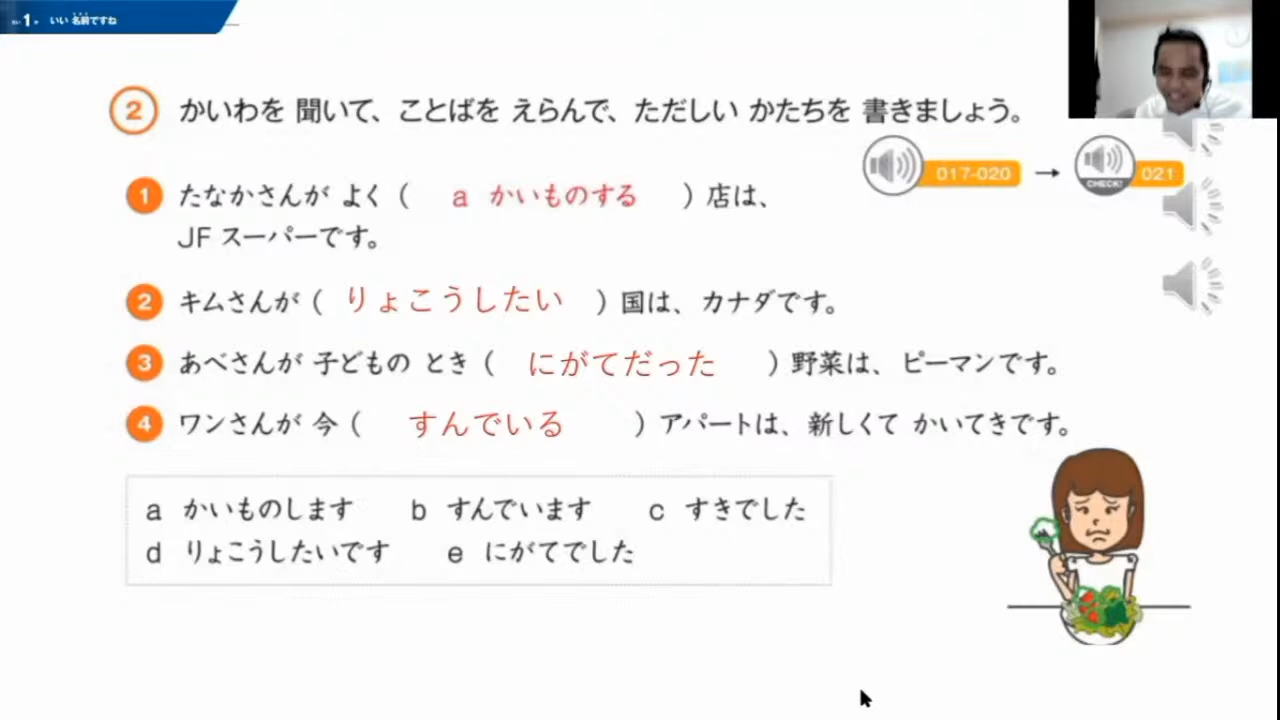 だい1か いい名前ですね
2 かいわを 聞いて、ことばを えらんで、ただしい かたちを 書きましょう。
017-020 → CHECK! 021
1 たなかさんが よく ( a かいものする ) 店は、
JF スーパーです。
2 キムさんが ( りょこうしたい ) 国は、カナダです。
3 あべさんが 子どもの とき ( にがてだった ) 野菜は、ピーマンです。
4 ワンさんが 今 ( すんでいる ) アパートは、新しくて かいてきです。
a かいものします b すんでいます c すきでした
d りょこうしたいです e にがてでした